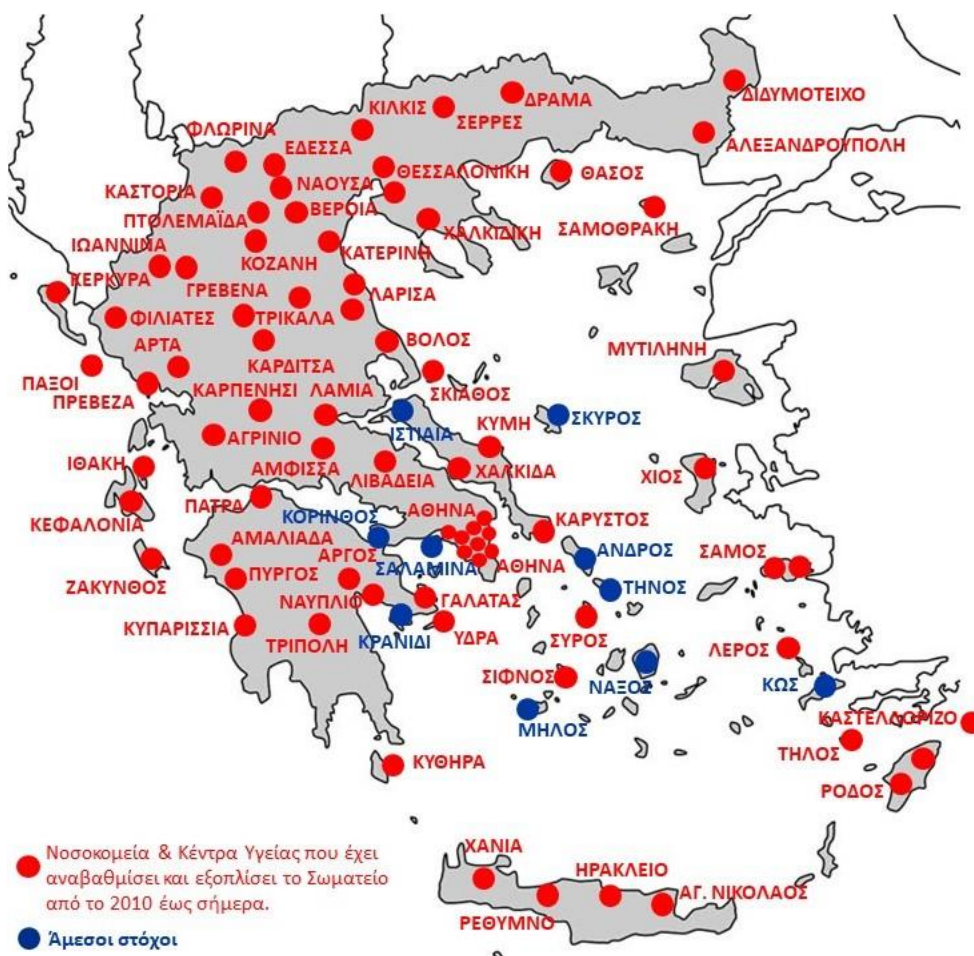 ΔΙΔΥΜΟΤΕΙΧΟ
ΔΡΑΜΑ
ΚΙΛΚΙΣ
ΣΕΡΡΕΣ
ΦΛΩΡΙΝΑ
ΑΛΕΞΑΝΔΡΟΥΠΟΛΗ
ΕΔΕΣΣΑ
ΘΕΣΣΑΛΟΝΙΚΗ
ΘΑΣΟΣ
ΚΑΣΤΟΡΙΑ
ΝΑΟΥΣΑ
ΠΤΟΛΕΜΑΪΔΑ
ΒΕΡΟΙΑ
ΧΑΛΚΙΔΙΚΗ
ΣΑΜΟΘΡΑΚΗ
ΙΩΑΝΝΙΝΑ
ΚΟΖΑΝΗ
ΚΑΤΕΡΙΝΗ
ΚΕΡΚΥΡΑ
ΓΡΕΒΕΝΑ
ΛΑΡΙΣΑ
ΦΙΛΙΑΤΕΣ
ΤΡΙΚΑΛΑ
ΑΡΤΑ
ΒΟΛΟΣ
ΜΥΤΙΛΗΝΗ
ΚΑΡΔΙΤΣΑ
ΠΑΞΟΙ
ΠΡΕΒΕΖΑ
ΚΑΡΠΕΝΗΣΙ
ΛΑΜΙΑ
ΣΚΙΑΘΟΣ
ΙΣΤΙΑΙΑ
ΚΥΜΗ
ΣΚΥΡΟΣ
ΑΓΡΙΝΙΟ
ΙΘΑΚΗ
ΑΜΦΙΣΣΑ
ΛΙΒΑΔΕΙΑ
ΧΑΛΚΙΔΑ
ΧΙΟΣ
ΚΕΦΑΛΟΝΙΑ
ΠΑΤΡΑ
ΚΟΡΙΝΘΟΣ
ΑΘΗΝΑ
ΚΑΡΥΣΤΟΣ
ΑΜΑΛΙΑΔΑ
ΑΡΓΟΣ
ΣΑΛΑΜΙΝΑ
ΑΘΗΝΑ
ΑΝΔΡΟΣ
ΣΑΜΟΣ
ΖΑΚΥΝΘΟΣ
ΠΥΡΓΟΣ
ΤΗΝΟΣ
ΝΑΥΠΛΙΟ
ΓΑΛΑΤΑΣ
ΚΥΠΑΡΙΣΣΙΑ
ΤΡΙΠΟΛΗ
ΚΡΑΝΙΔΙ
ΥΔΡΑ
ΣΥΡΟΣ
ΛΕΡΟΣ
ΣΙΦΝΟΣ
ΝΑΞΟΣ
ΚΩΣ
ΜΗΛΟΣ
ΚΑΣΤΕΛΛΟΡΙΖΟ
ΤΗΛΟΣ
ΚΥΘΗΡΑ
ΡΟΔΟΣ
ΧΑΝΙΑ
ΗΡΑΚΛΕΙΟ
ΑΓ. ΝΙΚΟΛΑΟΣ
ΡΕΘΥΜΝΟ
Νοσοκομεία & Κέντρα Υγείας που έχει
αναβαθμίσει και εξοπλίσει το Σωματείο
από το 2010 έως σήμερα.
Άμεσοι στόχοι